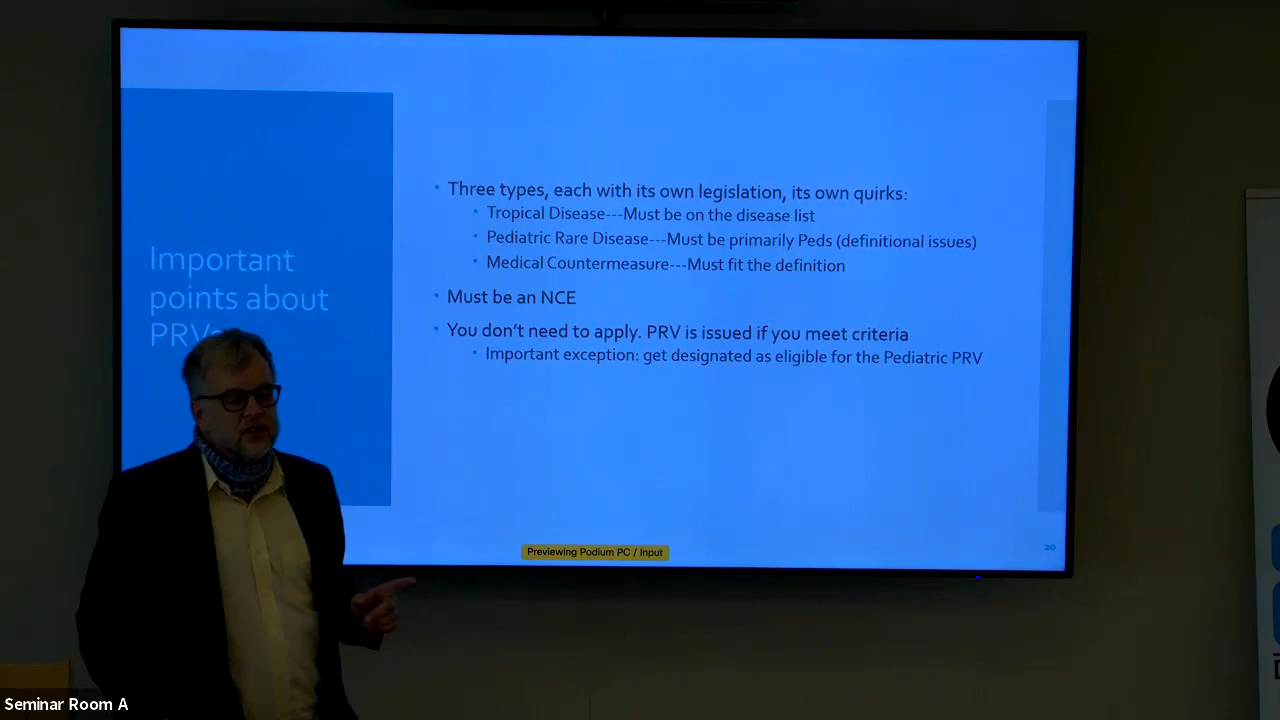 Important
points about
PRVs
• Three types, each with its own legislation, its own quirks:
• Tropical Disease---Must be on the disease list
• Pediatric Rare Disease---Must be primarily Peds (definitional issues)
• Medical Countermeasure---Must fit the definition
• Must be an NCE
• You don't need to apply. PRV is issued if you meet criteria
• Important exception: get designated as eligible for the Pediatric PRV
Previewing Podium PC / Input
20
Seminar Room A